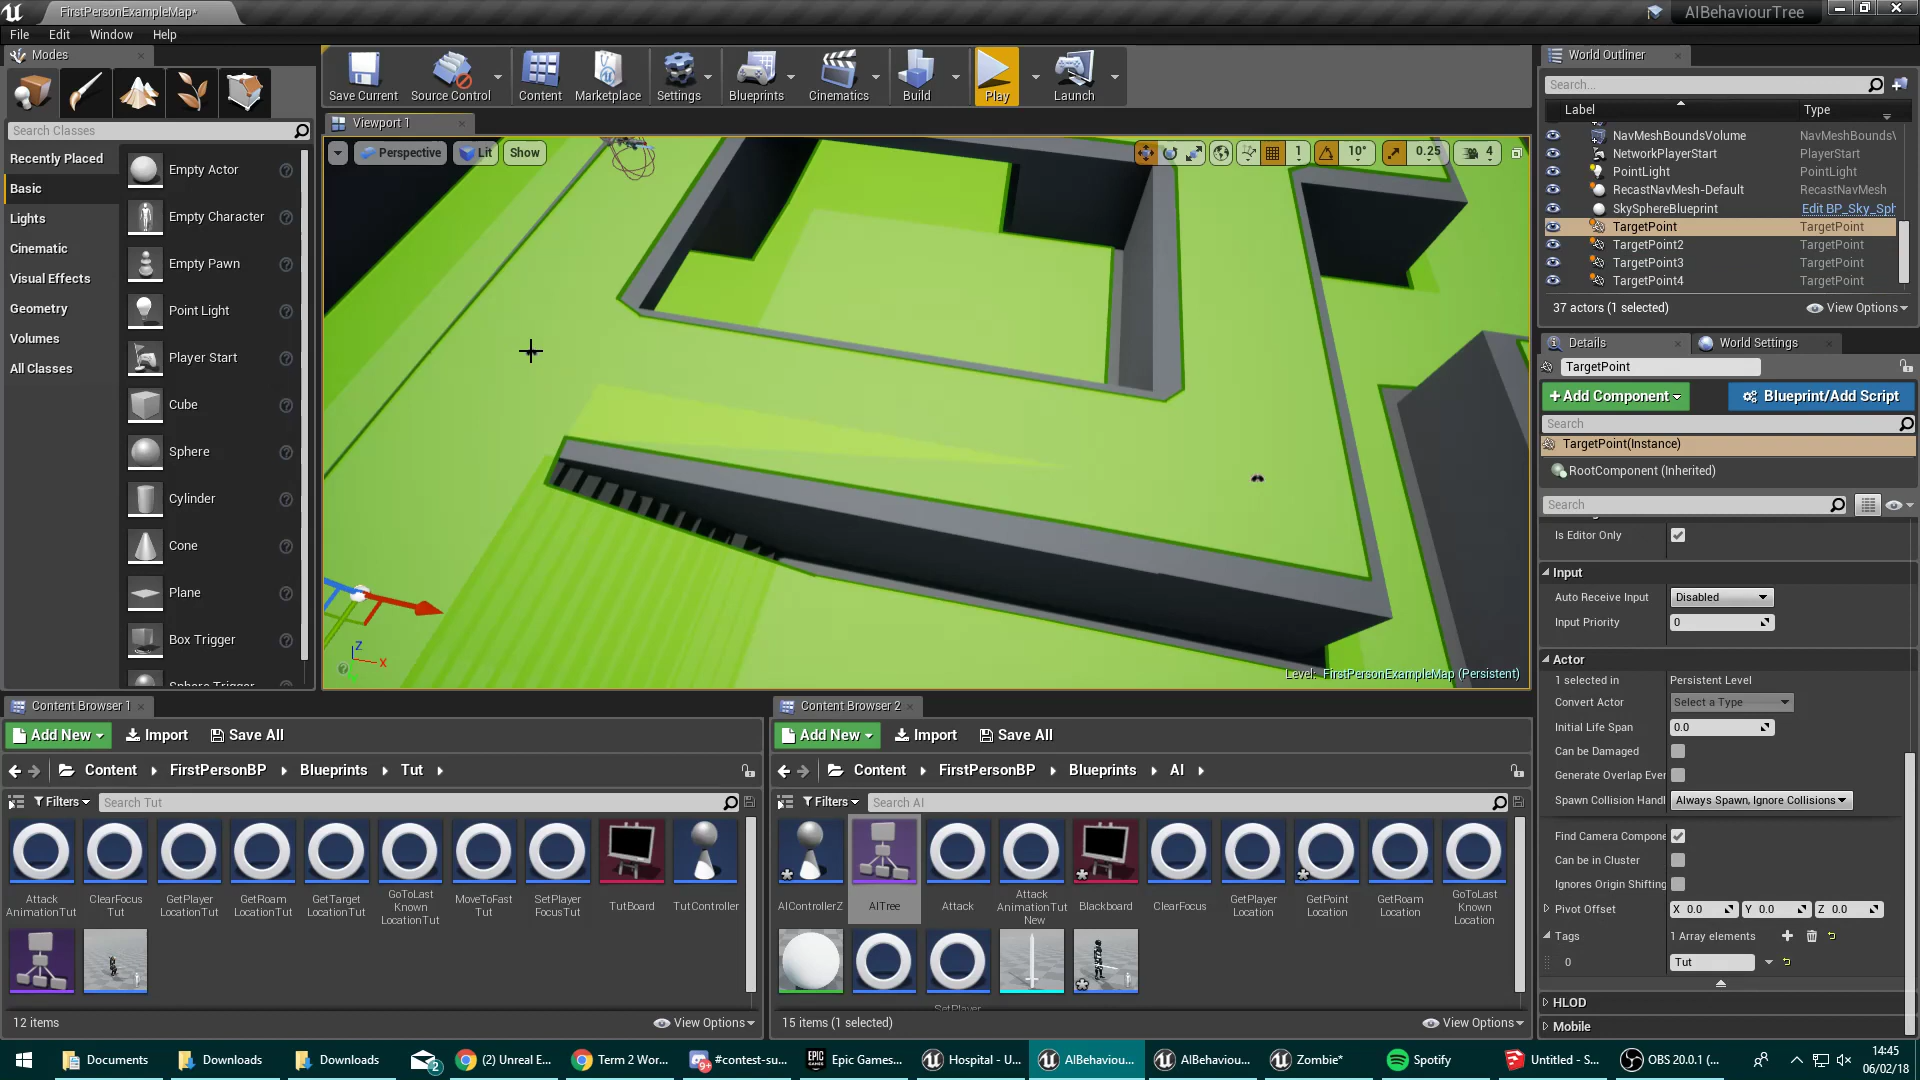 FirstPersonExampleMap*
AIBehaviourTree
File Edit Window Help
Modes
Search Classes
Recently Placed
Basic
Lights
Cinematic
Visual Effects
Geometry
Volumes
All Classes
Empty Actor
Empty Character
Empty Pawn
Point Light
Player Start
Cube
Sphere
Cylinder
Cone
Plane
Box Trigger
Sphere Trigger
Save Current Source Control Content Marketplace Settings Blueprints Cinematics Build Play Launch
Viewport 1
Perspective Lit Show
1 10° 0.25 4
Z
X
Level: FirstPersonExampleMap (Persistent)
World Outliner
Search...
Label Type
NavMeshBoundsVolume NavMeshBoundsV
NetworkPlayerStart PlayerStart
PointLight PointLight
RecastNavMesh-Default RecastNavMesh
SkySphereBlueprint Edit BP_Sky_Sph
TargetPoint TargetPoint
TargetPoint2 TargetPoint
TargetPoint3 TargetPoint
TargetPoint4 TargetPoint
37 actors (1 selected) View Options
Details World Settings
TargetPoint
+ Add Component Blueprint/Add Script
Search
TargetPoint(Instance)
RootComponent (Inherited)
Search
Is Editor Only
Input
Auto Receive Input Disabled
Input Priority 0
Actor
1 selected in Persistent Level
Convert Actor Select a Type
Initial Life Span 0.0
Can be Damaged
Generate Overlap Ever
Spawn Collision Handl Always Spawn, Ignore Collisions
Find Camera Compone
Can be in Cluster
Ignores Origin Shifting
Pivot Offset X 0.0 Y 0.0 Z 0.0
Tags 1 Array elements
0 Tut
HLOD
Mobile
Content Browser 1
Add New Import Save All
Content FirstPersonBP Blueprints Tut
Filters Search Tut
Attack AnimationTut
ClearFocus Tut
GetPlayer LocationTut
GetRoam LocationTut
GetTarget LocationTut
GoToLast Known LocationTut
MoveToFast Tut
SetPlayer FocusTut
TutBoard
TutController
12 items View Options
Content Browser 2
Add New Import Save All
Content FirstPersonBP Blueprints AI
Filters Search AI
AIControllerZ
AITree
Attack
Attack AnimationTut New
Blackboard
ClearFocus
GetPlayer Location
GetPoint Location
GetRoam Location
GoToLast Known Location
SetPlayer
15 items (1 selected) View Options
Documents Downloads Downloads 2 (2) Unreal E... Term 2 Wor... 9+ #contest-su... EPIC GAMES Epic Games... Hospital - U... AIBehaviou... AIBehaviou... Zombie* Spotify Untitled - S... OBS 20.0.1 (...
14:45
06/02/18